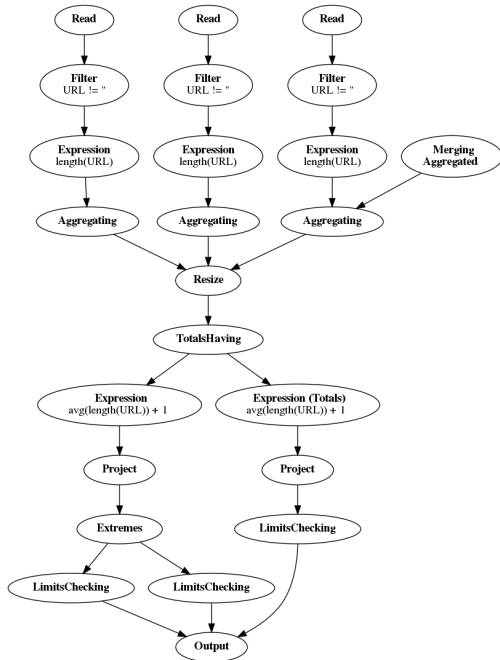 Read
Read
Read
Filter
URL != ''
Filter
URL != ''
Filter
URL != ''
Expression
length(URL)
Expression
length(URL)
Expression
length(URL)
Merging
Aggregated
Aggregating
Aggregating
Aggregating
Resize
TotalsHaving
Expression
avg(length(URL)) + 1
Expression (Totals)
avg(length(URL)) + 1
Project
Project
Extremes
LimitsChecking
LimitsChecking
LimitsChecking
Output